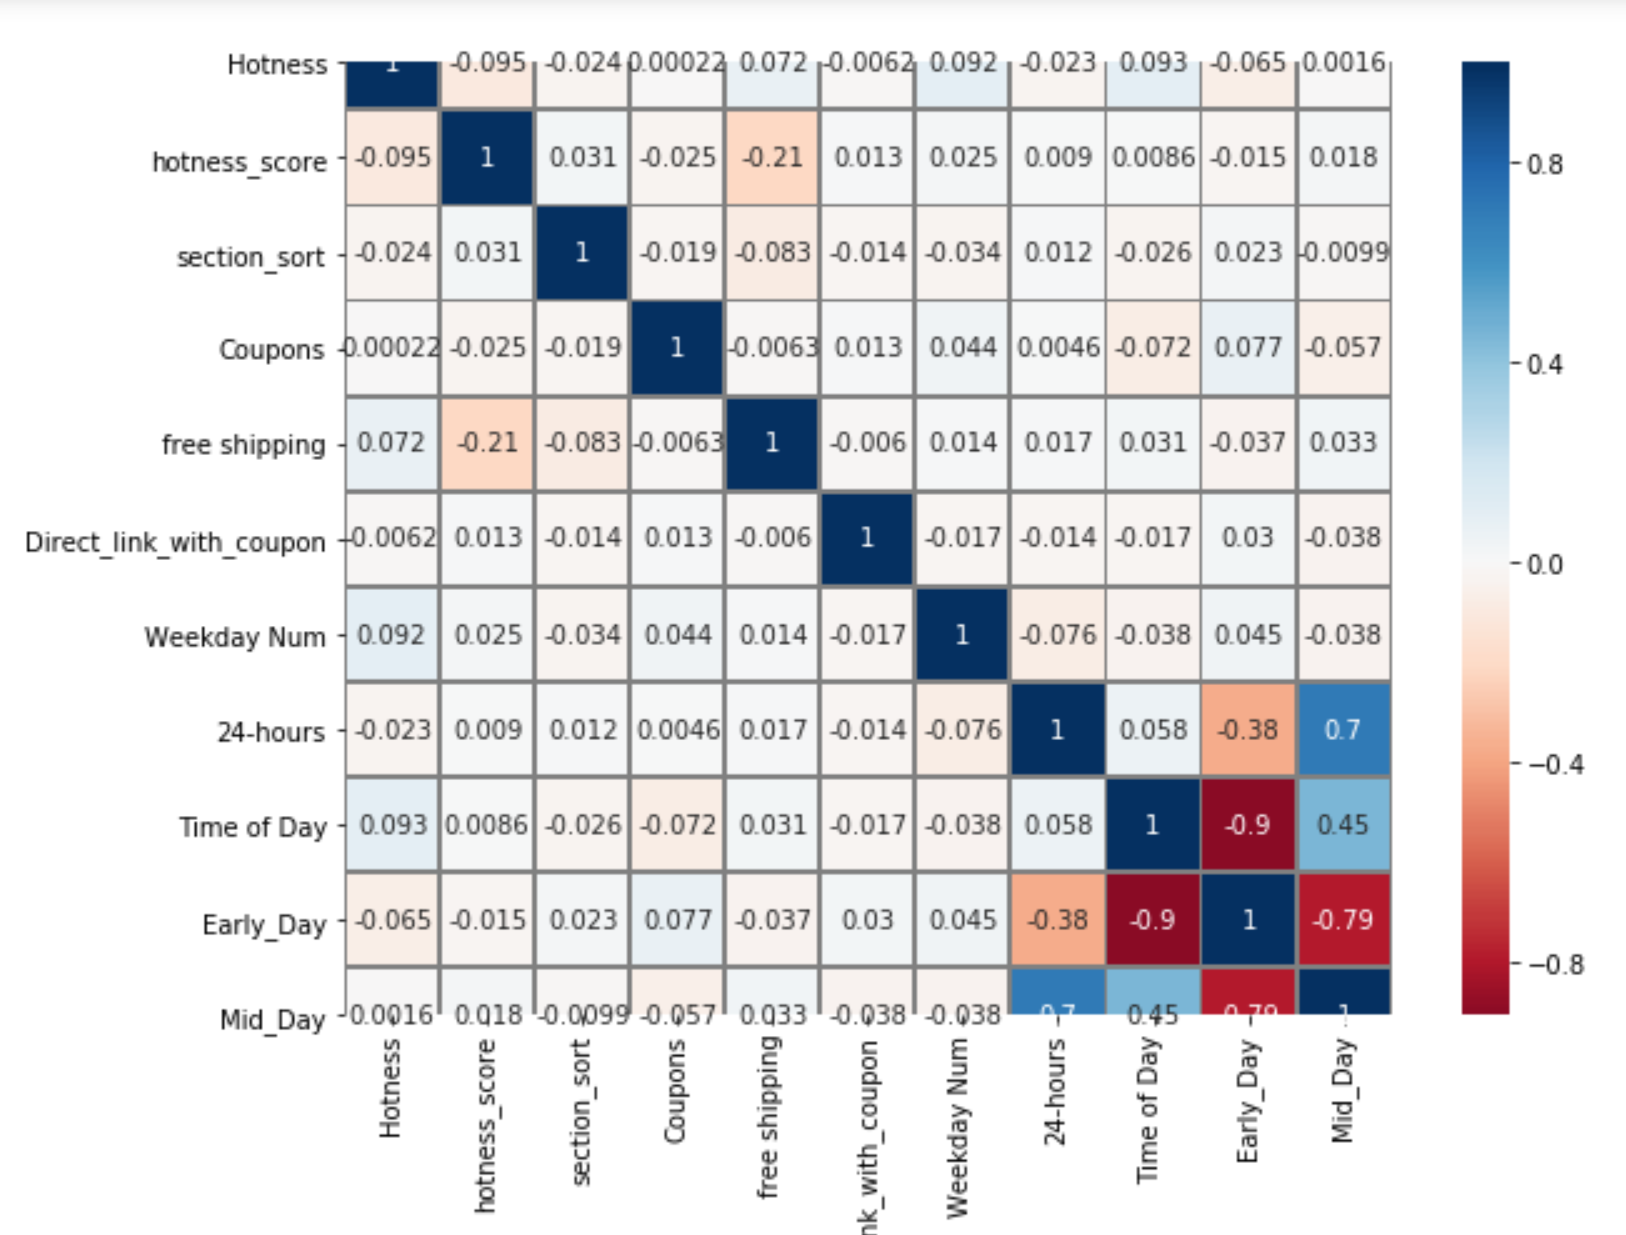 Hotness 1 -0.095 -0.024 0.00022 0.072 -0.0062 0.092 -0.023 0.093 -0.065 0.0016
hotness_score -0.095 1 0.031 -0.025 -0.21 0.013 0.025 0.009 0.0086 -0.015 0.018
section_sort -0.024 0.031 1 -0.019 -0.083 -0.014 -0.034 0.012 -0.026 0.023 -0.0099
Coupons 0.00022 -0.025 -0.019 1 -0.0063 0.013 0.044 0.0046 -0.072 0.077 -0.057
free shipping 0.072 -0.21 -0.083 -0.0063 1 -0.006 0.014 0.017 0.031 -0.037 0.033
Direct_link_with_coupon -0.0062 0.013 -0.014 0.013 -0.006 1 -0.017 -0.014 -0.017 0.03 -0.038
Weekday Num 0.092 0.025 -0.034 0.044 0.014 -0.017 1 -0.076 -0.038 0.045 -0.038
24-hours -0.023 0.009 0.012 0.0046 0.017 -0.014 -0.076 1 0.058 -0.38 0.7
Time of Day 0.093 0.0086 -0.026 -0.072 0.031 -0.017 -0.038 0.058 1 -0.9 0.45
Early_Day -0.065 -0.015 0.023 0.077 -0.037 0.03 0.045 -0.38 -0.9 1 -0.79
Mid_Day 0.0016 0.018 -0.0099 -0.057 0.033 -0.038 -0.038 0.7 0.45 -0.79 1
Hotness
hotness_score
section_sort
Coupons
free shipping
nk_with_coupon
Weekday Num
24-hours
Time of Day
Early_Day
Mid_Day
0.8
0.4
0.0
−0.4
−0.8